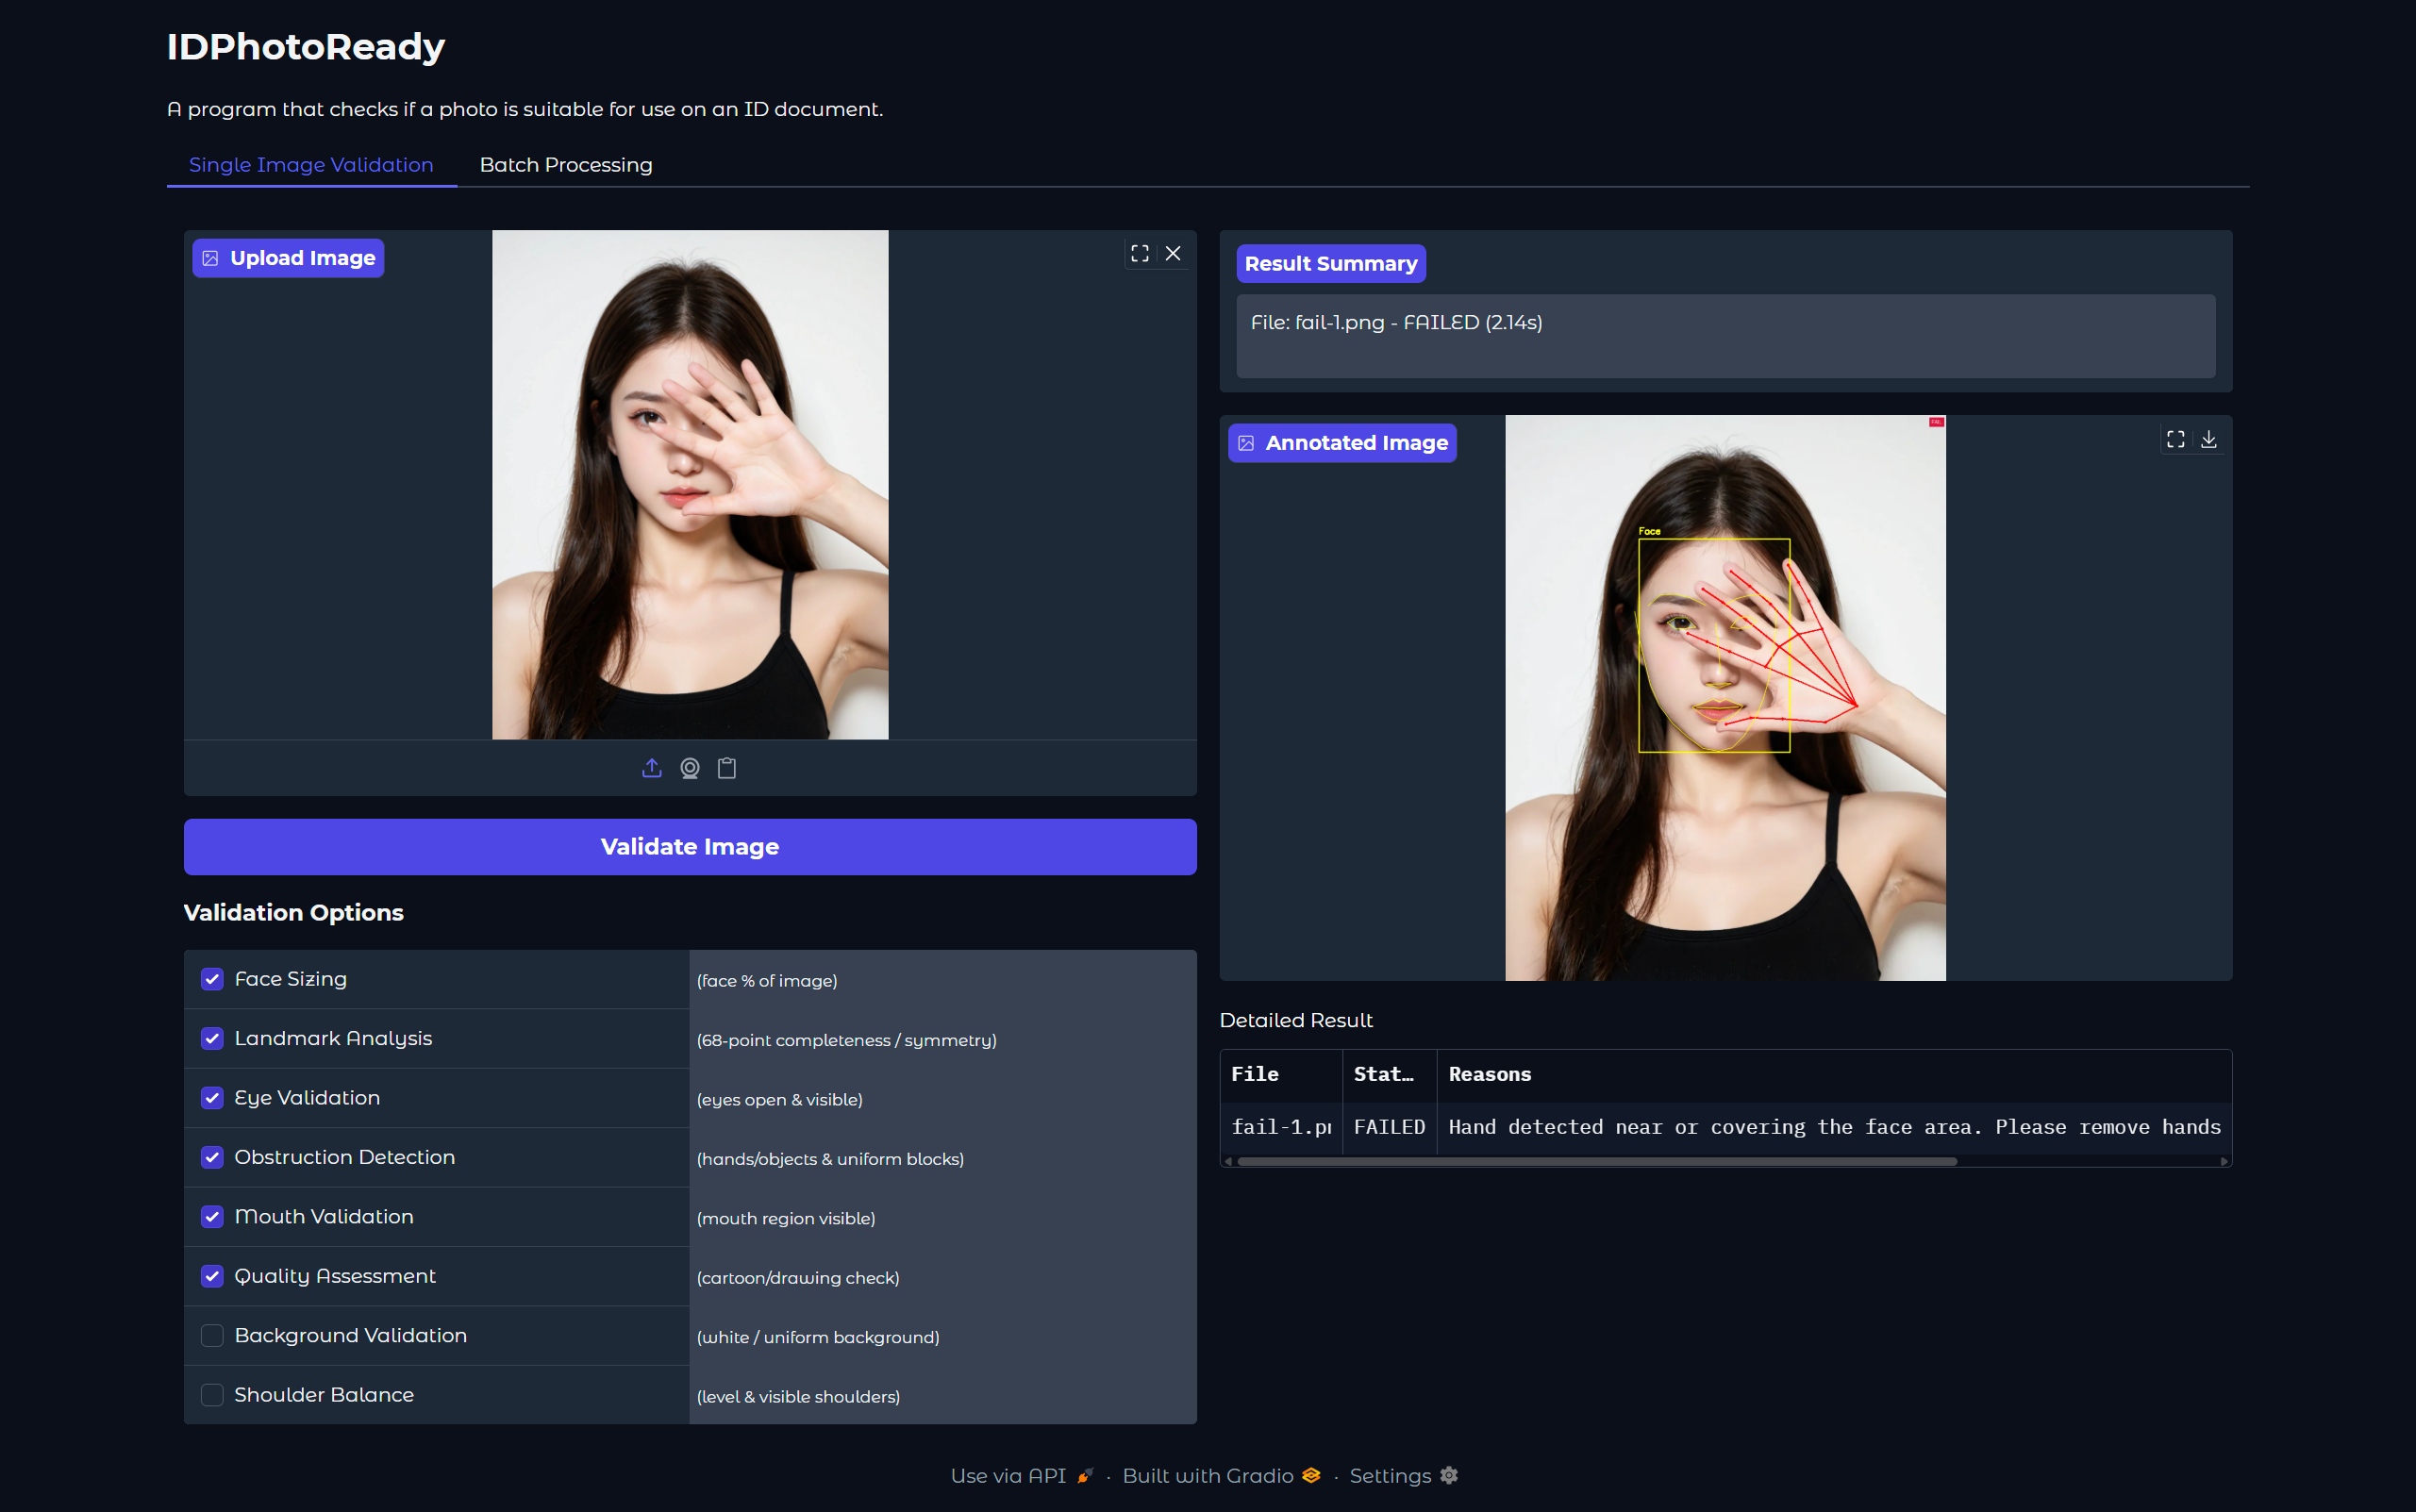 IDPhotoReady
A program that checks if a photo is suitable for use on an ID document.
Single Image Validation
Batch Processing
Upload Image
Validate Image
Validation Options
Face Sizing (face % of image)
Landmark Analysis (68-point completeness / symmetry)
Eye Validation (eyes open & visible)
Obstruction Detection (hands/objects & uniform blocks)
Mouth Validation (mouth region visible)
Quality Assessment (cartoon/drawing check)
Background Validation (white / uniform background)
Shoulder Balance (level & visible shoulders)
Result Summary
File: fail-1.png - FAILED (2.14s)
Annotated Image
Face
Detailed Result
File Stat... Reasons
fail-1.pn FAILED Hand detected near or covering the face area. Please remove hands
Use via API · Built with Gradio · Settings